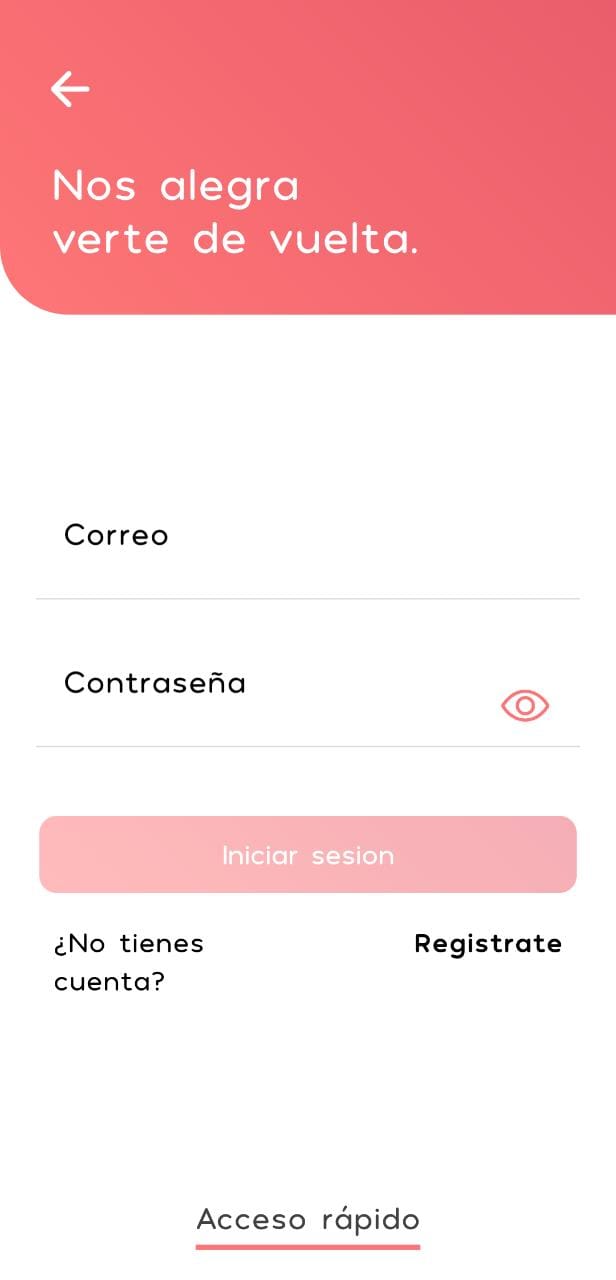 Nos alegra
verte de vuelta.
Correo
Contraseña
Iniciar sesion
¿No tienes
cuenta?
Registrate
Acceso rápido